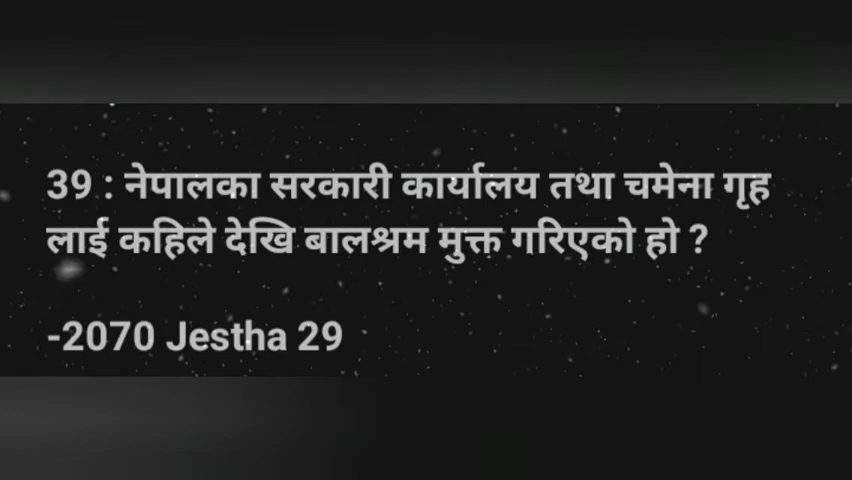 39 : नेपालका सरकारी कार्यालय तथा चमेना गृह
लाई कहिले देखि बालश्रम मुक्त गरिएको हो ?
-2070 Jestha 29